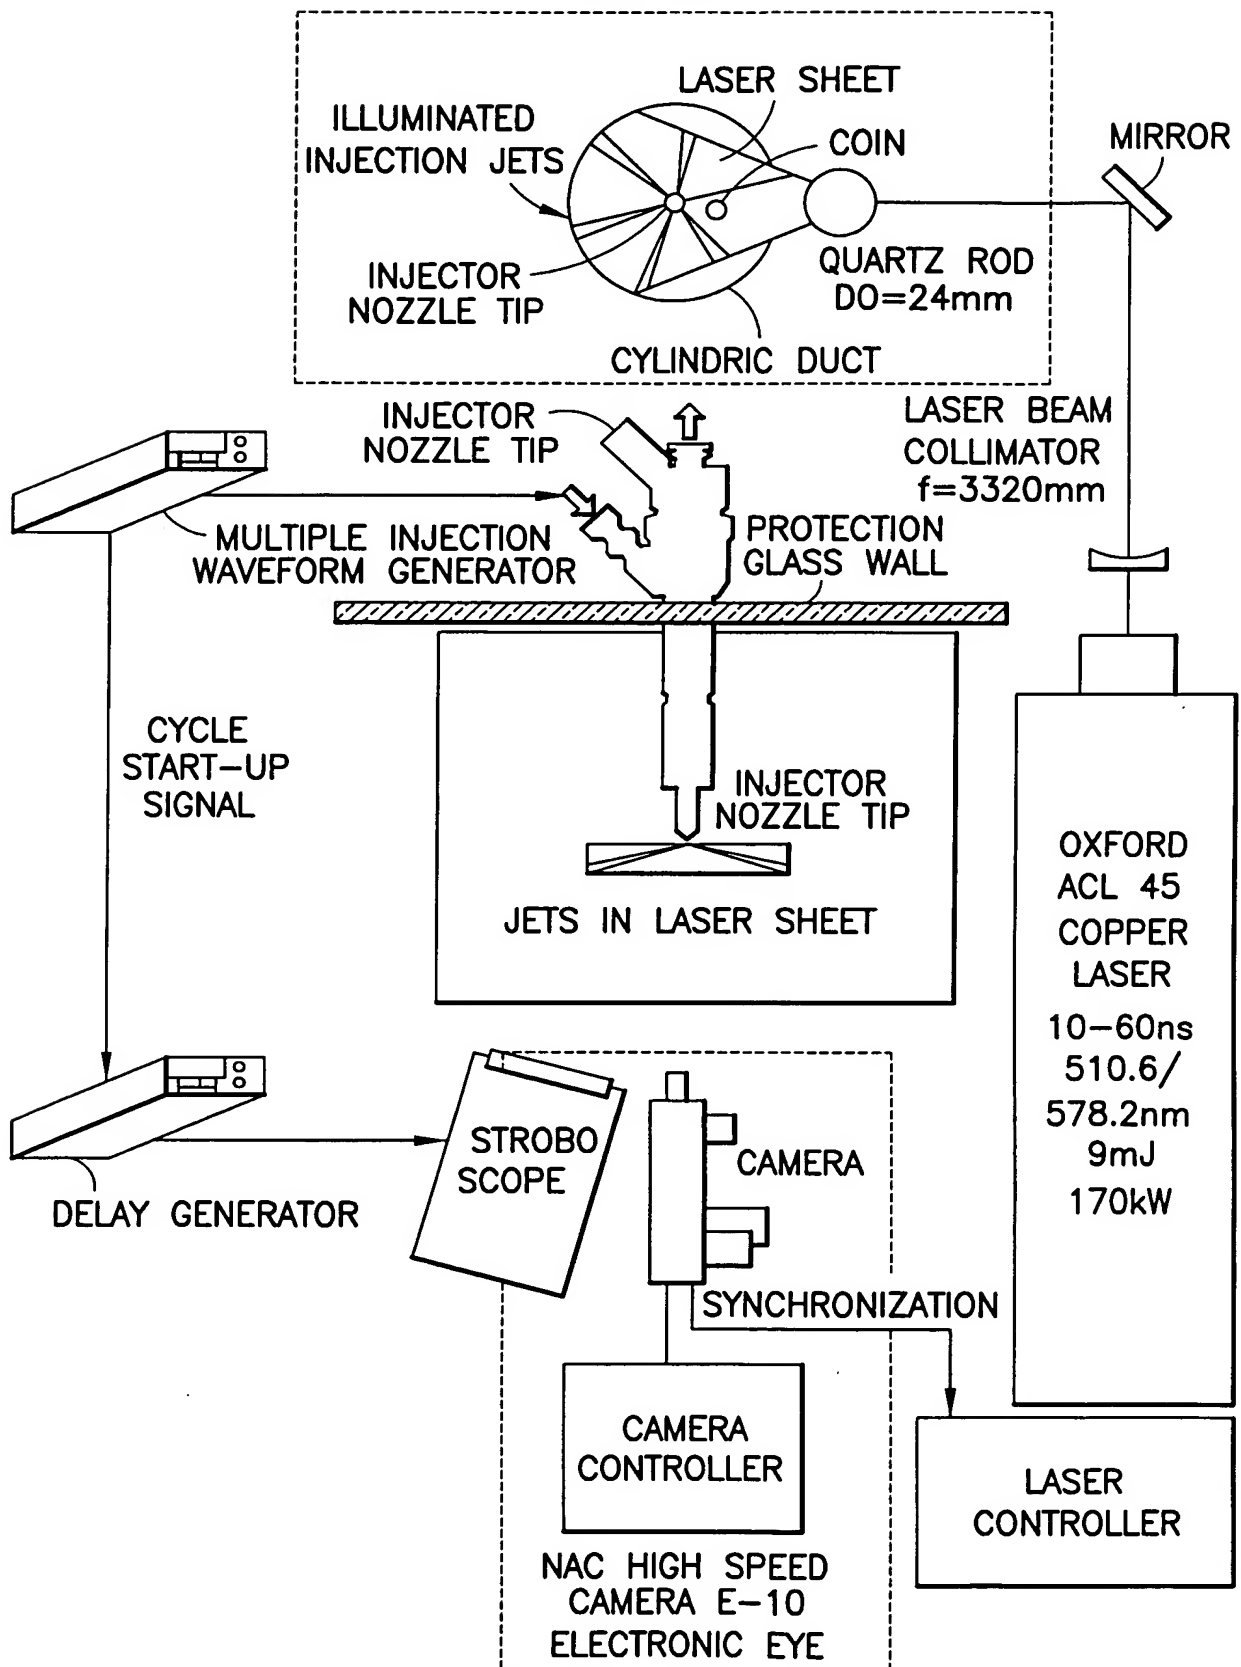 LASER SHEET
ILLUMINATED
INJECTION JETS
COIN
MIRROR
INJECTOR
NOZZLE TIP
QUARTZ ROD
DO=24mm
CYLINDRIC DUCT
INJECTOR
NOZZLE TIP
LASER BEAM
COLLIMATOR
f=3320mm
MULTIPLE INJECTION
WAVEFORM GENERATOR
PROTECTION
GLASS WALL
CYCLE
START-UP
SIGNAL
INJECTOR
NOZZLE TIP
JETS IN LASER SHEET
OXFORD
ACL 45
COPPER
LASER
10-60ns
510.6/
578.2nm
9mJ
170kW
STROBO
SCOPE
CAMERA
DELAY GENERATOR
SYNCHRONIZATION
CAMERA
CONTROLLER
LASER
CONTROLLER
NAC HIGH SPEED
CAMERA E-10
ELECTRONIC EYE